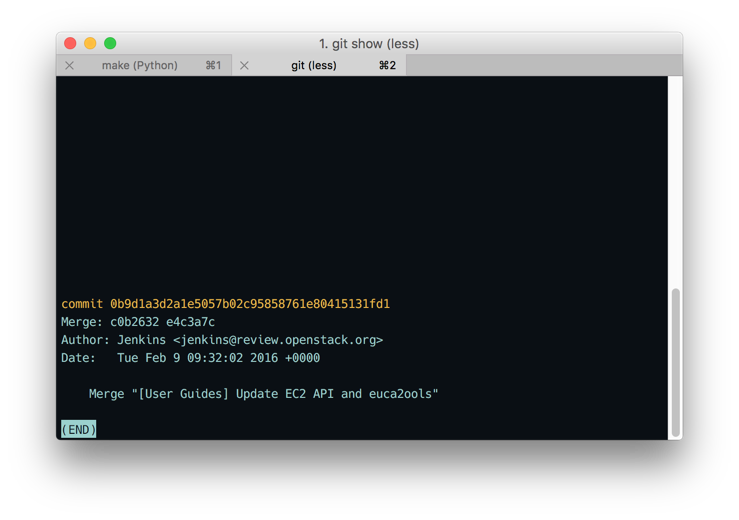 1. git show (less)
make (Python) ⌘1 git (less) ⌘2
commit 0b9d1a3d2a1e5057b02c95858761e80415131fd1
Merge: c0b2632 e4c3a7c
Author: Jenkins <jenkins@review.openstack.org>
Date:   Tue Feb 9 09:32:02 2016 +0000
    Merge "[User Guides] Update EC2 API and euca2ools"
(END)